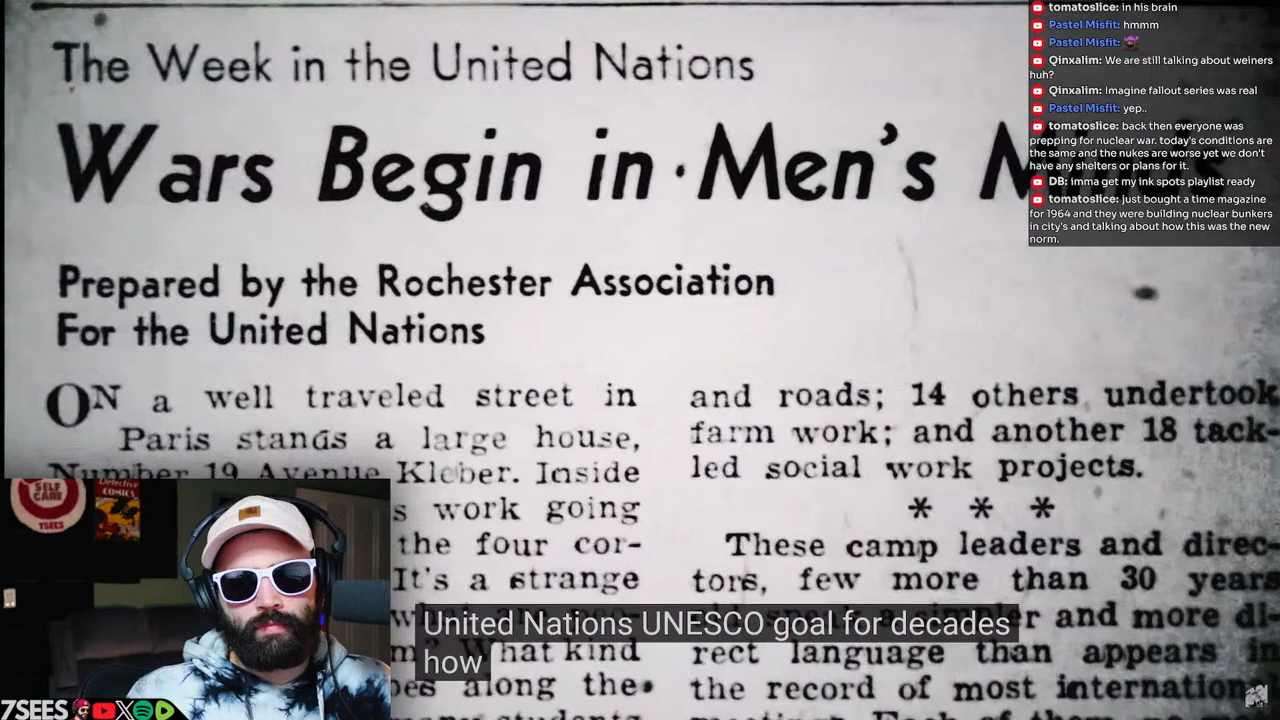 The Week in the United Nations
Wars Begin in Men's
Prepared by the Rochester Association
For the United Nations
ON a well traveled street in
Paris stands a large house,
Number 19 Avenue Kleber. Inside
s work going
the four cor-
It's a strange
What kind
along the
and roads; 14 others undertook
farm work; and another 18 tack-
led social work projects.
* * *
These camp leaders and direc-
tors, few more than 30 years
and more di-
rect language than appears in
the record of most international
United Nations UNESCO goal for decades
how
tomatoslice: in his brain
Pastel Misfit: hmmm
Pastel Misfit:
Qinxalim: We are still talking about weiners
huh?
Qinxalim: Imagine fallout series was real
Pastel Misfit: yep..
tomatoslice: back then everyone was
prepping for nuclear war. today's conditions are
the same and the nukes are worse yet we don't
have any shelters or plans for it.
DB: imma get my ink spots playlist ready
tomatoslice: just bought a time magazine
for 1964 and they were building nuclear bunkers
in city's and talking about how this was the new
norm.
SELF
CARE
7SEES
Detective
COMICS
7SEES